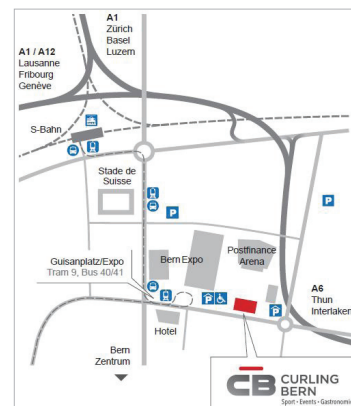 A1
Zürich
Basel
Luzern
A1 / A12
Lausanne
Fribourg
Genève
S-Bahn
Stade de
Suisse
P
P
Guisanplatz/Expo
Tram 9, Bus 40/41
Bern Expo
Postfinance
Arena
A6
Thun
Interlaken
P
P
Hotel
Bern
Zentrum
CB CURLING
BERN
Sport • Events • Gastronomie